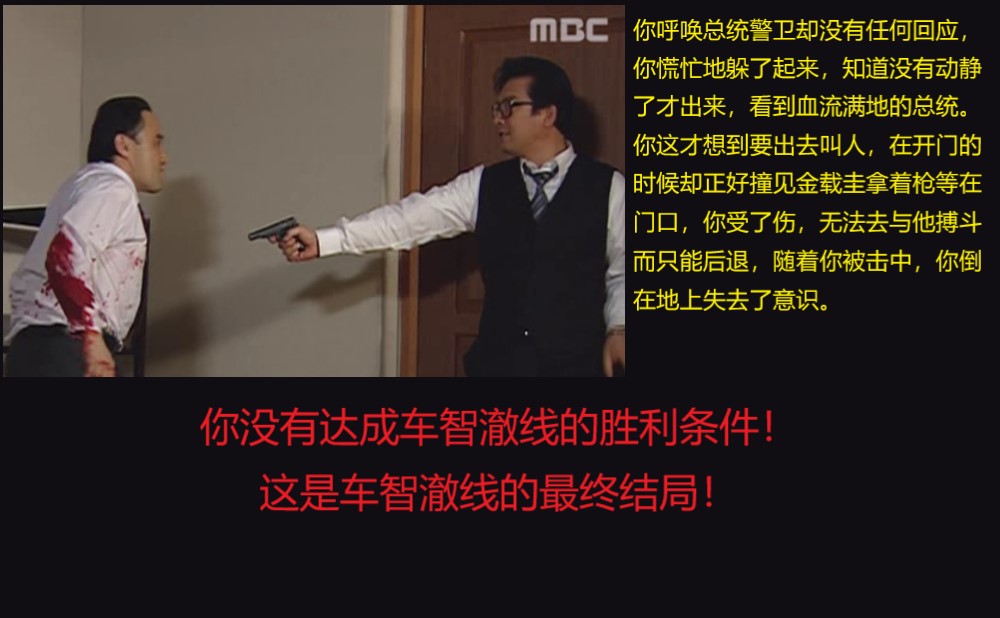 MBC
你呼唤总统警卫却没有任何回应，
你慌忙地躲了起来，知道没有动静
了才出来，看到血流满地的总统。
你这才想到要出去叫人，在开门的
时候却正好撞见金载圭拿着枪等在
门口，你受了伤，无法去与他搏斗
而只能后退，随着你被击中，你倒
在地上失去了意识。
你没有达成车智澈线的胜利条件！
这是车智澈线的最终结局！